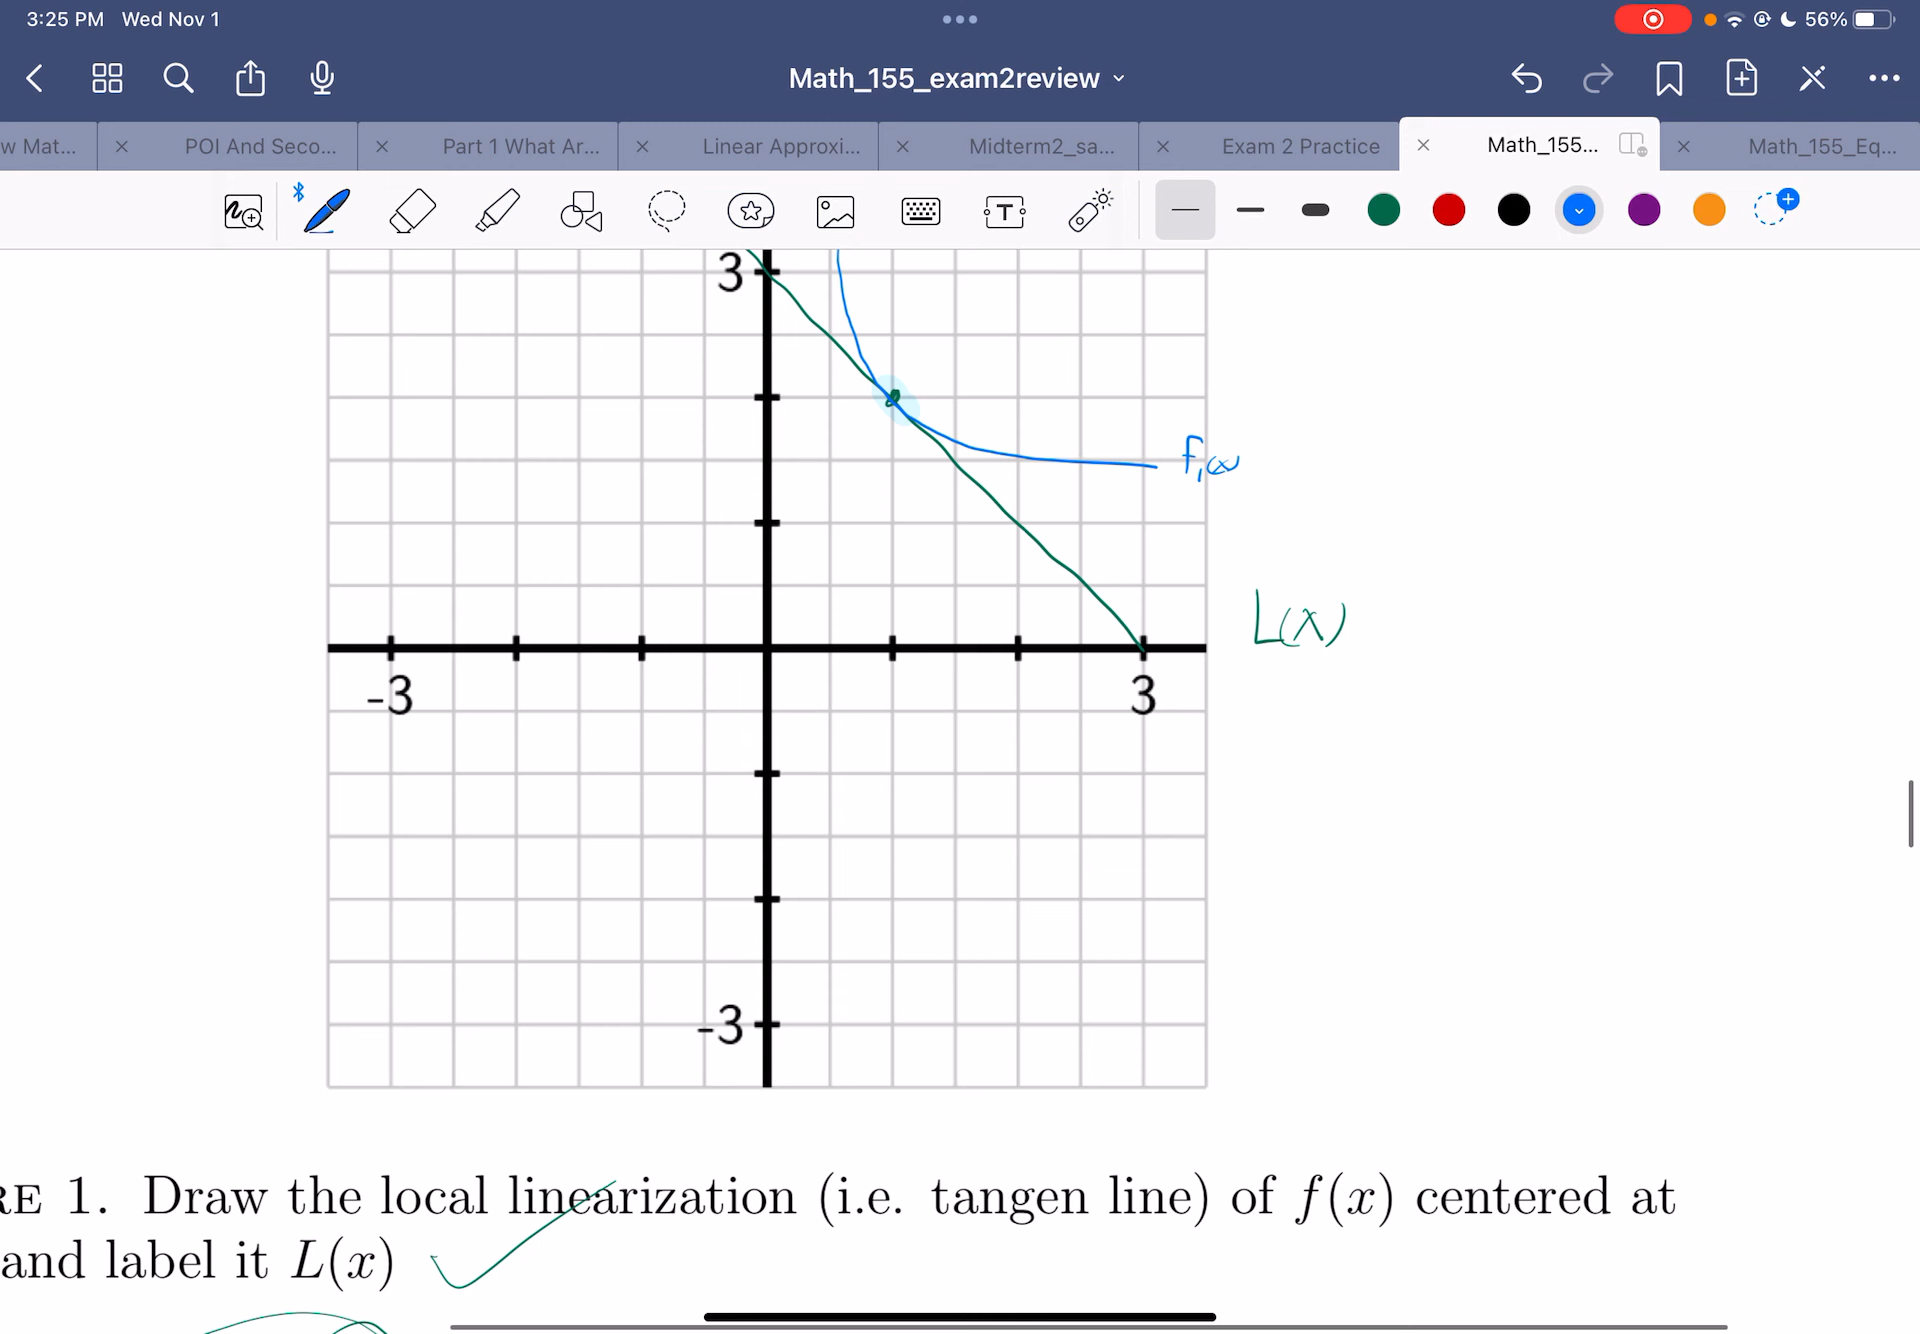 3:25 PM Wed Nov 1
56%
Math_155_exam2review
w Mat...
POI And Seco...
Part 1 What Ar...
Linear Approxi...
Midterm2_sa...
Exam 2 Practice
Math_155...
Math_155_Eq...
T
3
f(x)
L(x)
-3
3
-3
RE 1. Draw the local linearization (i.e. tangen line) of f(x) centered at
and label it L(x)